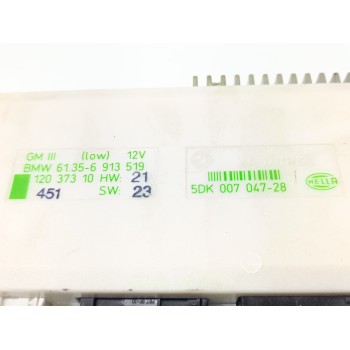 GM III (low) 12V
BMW 61.35-6 913 519
120 373 10 HW: 21
451 SW: 23
5DK 007 047-28
HELLA